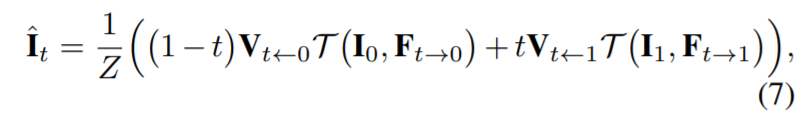 Î_t = 1/Z ((1 − t)V_{t←0} 𝒯(I_0, F_{t→0}) + tV_{t←1} 𝒯(I_1, F_{t→1})),
(7)